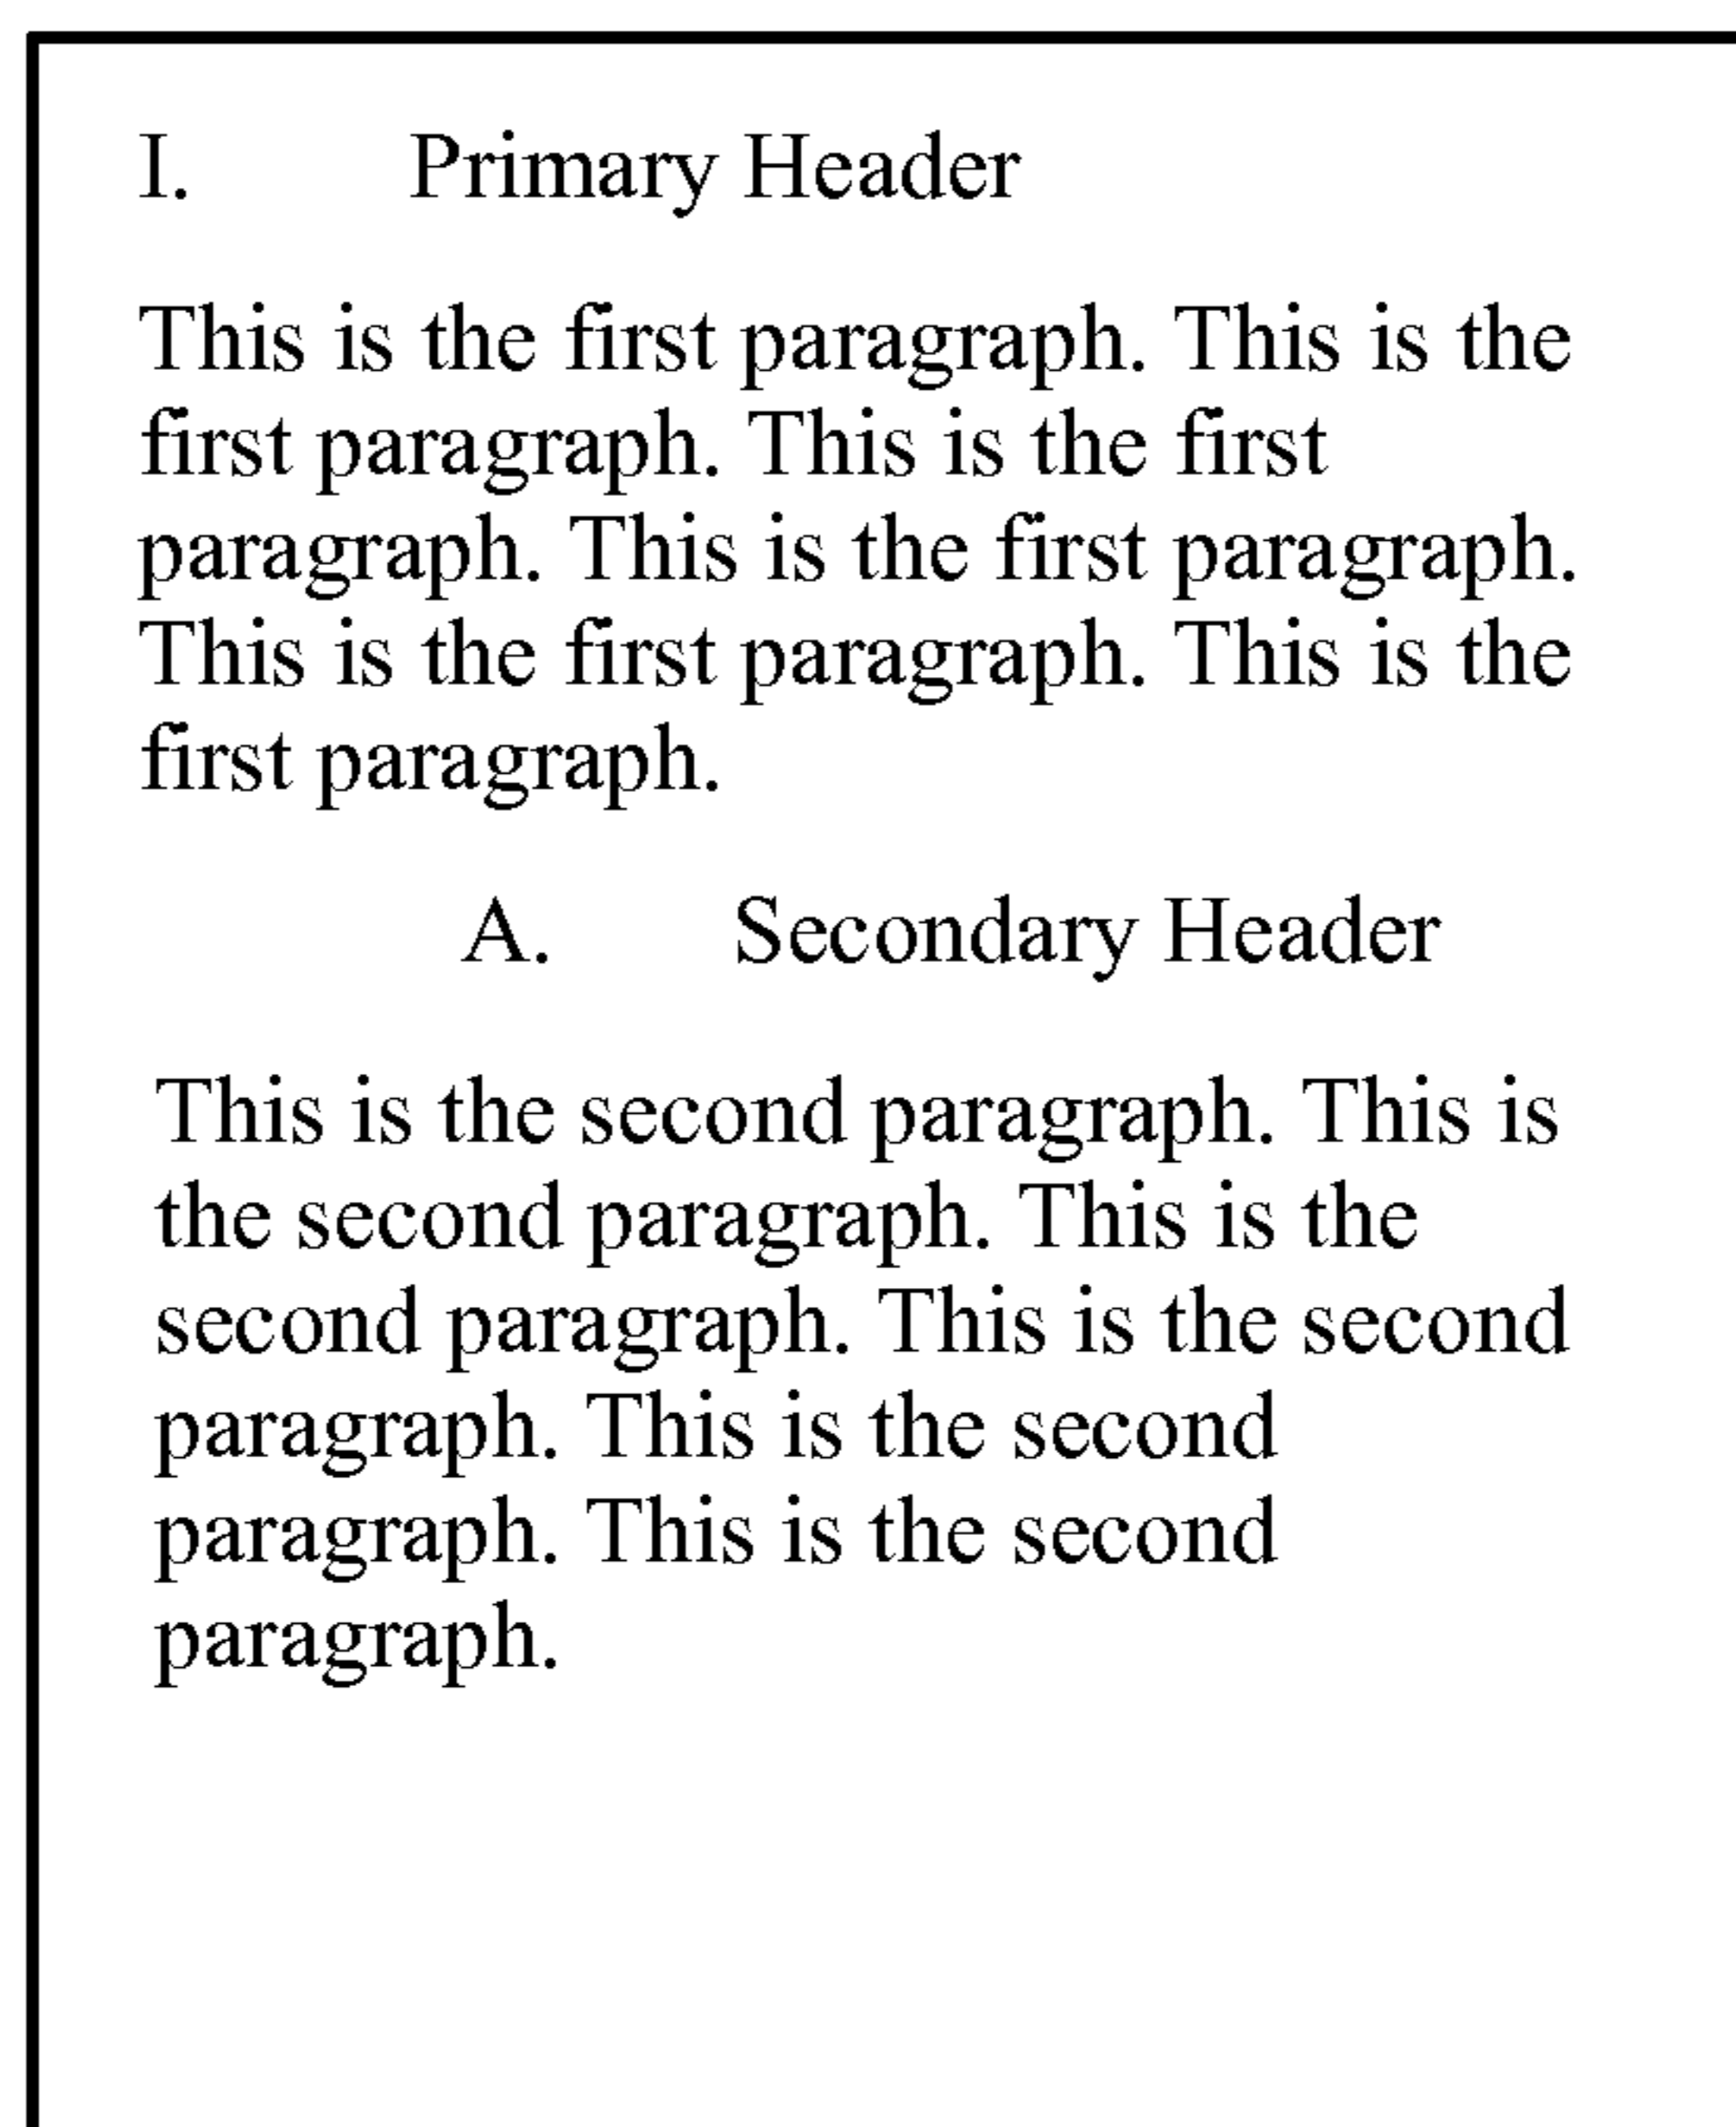 I. Primary Header
This is the first paragraph. This is the
first paragraph. This is the first
paragraph. This is the first paragraph.
This is the first paragraph. This is the
first paragraph.
A. Secondary Header
This is the second paragraph. This is
the second paragraph. This is the
second paragraph. This is the second
paragraph. This is the second
paragraph. This is the second
paragraph.